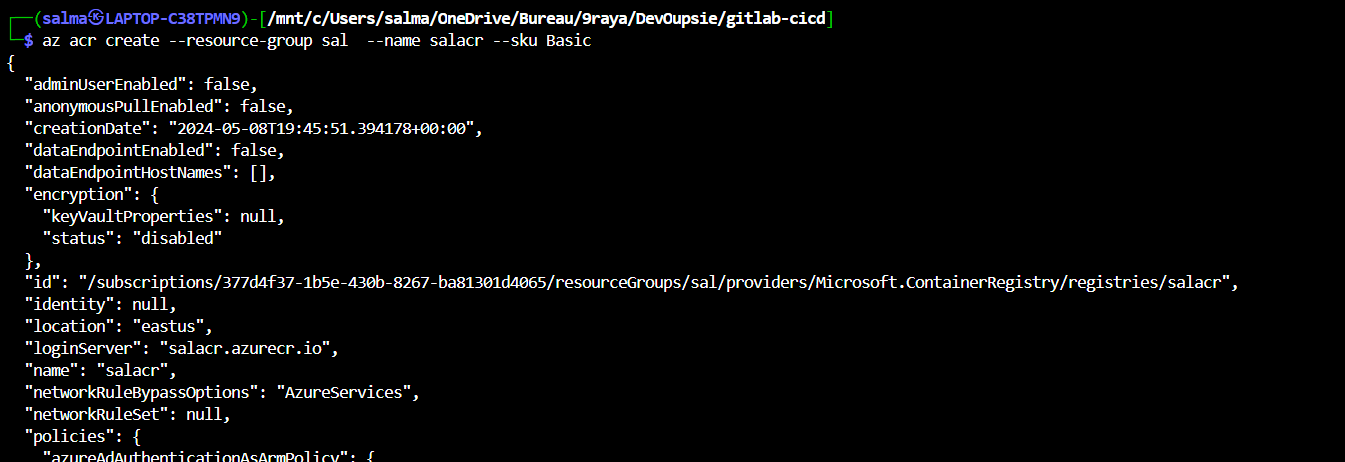 ┌──(salma㉿LAPTOP-C38TPMN9)-[/mnt/c/Users/salma/OneDrive/Bureau/9raya/DevOupsie/gitlab-cicd]
└─$ az acr create --resource-group sal  --name salacr --sku Basic
{
  "adminUserEnabled": false,
  "anonymousPullEnabled": false,
  "creationDate": "2024-05-08T19:45:51.394178+00:00",
  "dataEndpointEnabled": false,
  "dataEndpointHostNames": [],
  "encryption": {
    "keyVaultProperties": null,
    "status": "disabled"
  },
  "id": "/subscriptions/377d4f37-1b5e-430b-8267-ba81301d4065/resourceGroups/sal/providers/Microsoft.ContainerRegistry/registries/salacr",
  "identity": null,
  "location": "eastus",
  "loginServer": "salacr.azurecr.io",
  "name": "salacr",
  "networkRuleBypassOptions": "AzureServices",
  "networkRuleSet": null,
  "policies": {
    "azureAdAuthenticationAsArmPolicy": {